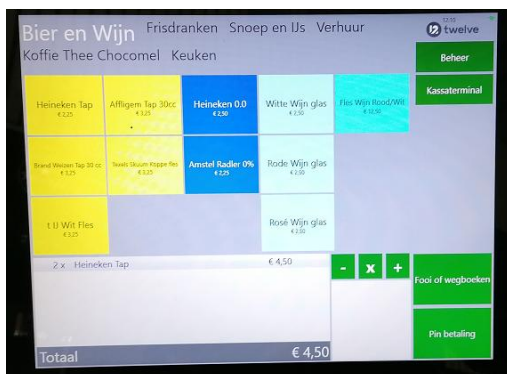 Bier en Wijn Frisdranken Snoep en IJs Verhuur
Koffie Thee Chocomel Keuken
12:35
twelve
Beheer
Kassaterminal
Heineken Tap
€ 2,25
Affligem Tap 30cc
€ 3,25
Heineken 0.0
€ 2,50
Witte Wijn glas
€ 2,50
Fles Wijn Rood/Wit
€ 12,50
Brand Weizen Tap 30 cc
€ 3,25
Texels Skuum Koppe fles
€ 3,25
Amstel Radler 0%
€ 2,25
Rode Wijn glas
€ 2,50
t IJ Wit Fles
€ 3,25
Rosé Wijn glas
€ 2,50
2 x Heineken Tap € 4,50
- x +
Fooi of wegboeken
Pin betaling
Totaal € 4,50